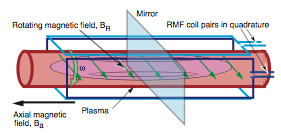 Mirror
Rotating magnetic field, BR
RMF coil pairs in quadrature
ω
Plasma
Axial magnetic
field, Ba